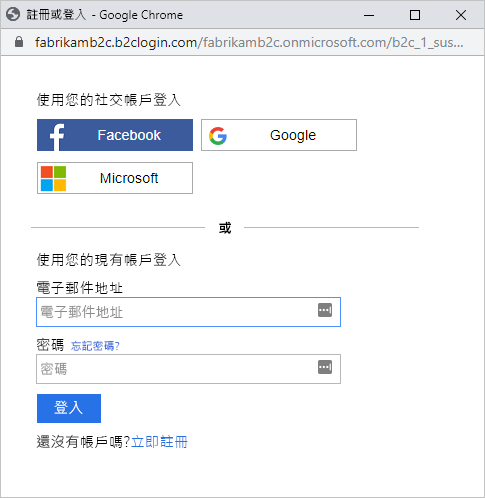 註冊或登入 - Google Chrome
fabrikamb2c.b2clogin.com/fabrikamb2c.onmicrosoft.com/b2c_1_sus...
使用您的社交帳戶登入
Facebook
Google
Microsoft
或
使用您的現有帳戶登入
電子郵件地址
電子郵件地址
密碼 忘記密碼?
密碼
登入
還沒有帳戶嗎?立即註冊